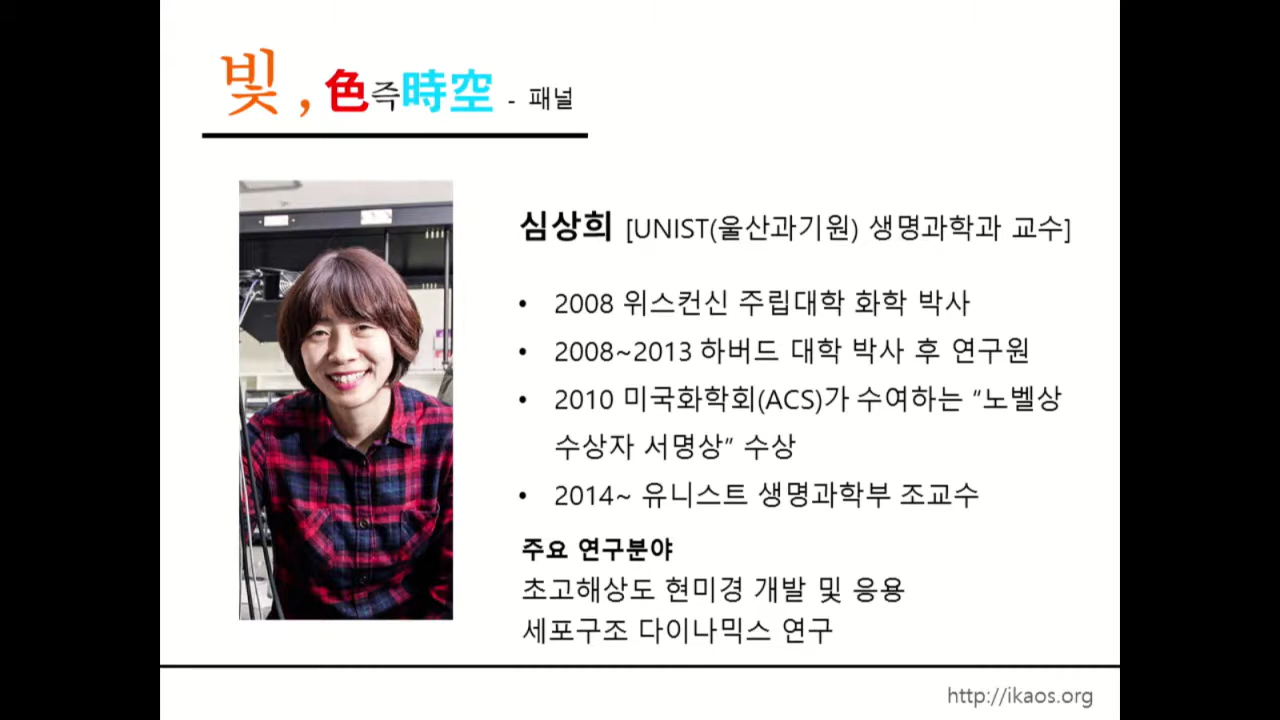 빛, 色즉時空 - 패널
심상희 [UNIST(울산과기원) 생명과학과 교수]
• 2008 위스컨신 주립대학 화학 박사
• 2008~2013 하버드 대학 박사 후 연구원
• 2010 미국화학회(ACS)가 수여하는 “노벨상
수상자 서명상” 수상
• 2014~ 유니스트 생명과학부 조교수
주요 연구분야
초고해상도 현미경 개발 및 응용
세포구조 다이나믹스 연구
http://ikaos.org